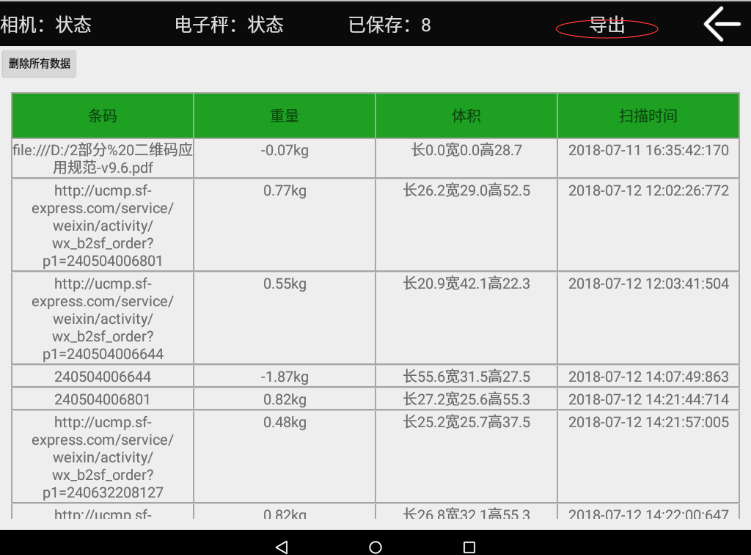 相机：状态 电子秤：状态 已保存：8 导出
删除所有数据
条码 重量 体积 扫描时间
file:///D:/2部分%20二维码应 -0.07kg 长0.0宽0.0高28.7 2018-07-11 16:35:42:170
用规范-v9.6.pdf
http://ucmp.sf- 0.77kg 长26.2宽29.0高52.5 2018-07-12 12:02:26:772
express.com/service/
weixin/activity/
wx_b2sf_order?
p1=240504006801
http://ucmp.sf- 0.55kg 长20.9宽42.1高22.3 2018-07-12 12:03:41:504
express.com/service/
weixin/activity/
wx_b2sf_order?
p1=240504006644
240504006644 -1.87kg 长55.6宽31.5高27.5 2018-07-12 14:07:49:863
240504006801 0.82kg 长27.2宽25.6高55.3 2018-07-12 14:21:44:714
http://ucmp.sf- 0.48kg 长25.2宽25.7高37.5 2018-07-12 14:21:57:005
express.com/service/
weixin/activity/
wx_b2sf_order?
p1=240632208127
http://ucmp.sf- 0.82kg 长26.8宽32.1高55.3 2018-07-12 14:22:00:647